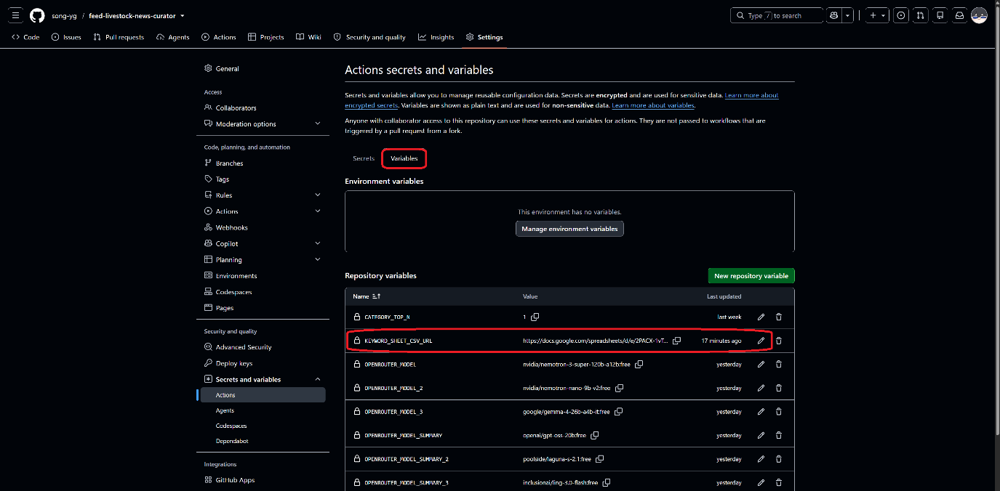 song-yg / feed-livestock-news-curator
Type / to search
Code Issues Pull requests Agents Actions Projects Wiki Security and quality Insights Settings
General
Access
Collaborators
Moderation options
Code, planning, and automation
Branches
Tags
Rules
Actions
Webhooks
Copilot
Planning
Environments
Codespaces
Pages
Security and quality
Advanced Security
Deploy keys
Secrets and variables
Actions
Agents
Codespaces
Dependabot
Integrations
GitHub Apps
Actions secrets and variables
Secrets and variables allow you to manage reusable configuration data. Secrets are encrypted and are used for sensitive data. Learn more about
encrypted secrets. Variables are shown as plain text and are used for non-sensitive data. Learn more about variables.
Anyone with collaborator access to this repository can use these secrets and variables for actions. They are not passed to workflows that are
triggered by a pull request from a fork.
Secrets Variables
Environment variables
This environment has no variables.
Manage environment variables
Repository variables New repository variable
Name Value Last updated
CATEGORY_TOP_N 1 last week
KEYWORD_SHEET_CSV_URL https://docs.google.com/spreadsheets/d/e/2PACX-1vT... 17 minutes ago
OPENROUTER_MODEL nvidia/nemotron-3-super-120b-a12b:free yesterday
OPENROUTER_MODEL_2 nvidia/nemotron-nano-9b-v2:free yesterday
OPENROUTER_MODEL_3 google/gemma-4-26b-a4b-it:free yesterday
OPENROUTER_MODEL_SUMMARY openai/gpt-oss-20b:free yesterday
OPENROUTER_MODEL_SUMMARY_2 poolside/laguna-s-2.1:free yesterday
OPENROUTER_MODEL_SUMMARY_3 inclusionai/ling-3.0-flash:free yesterday